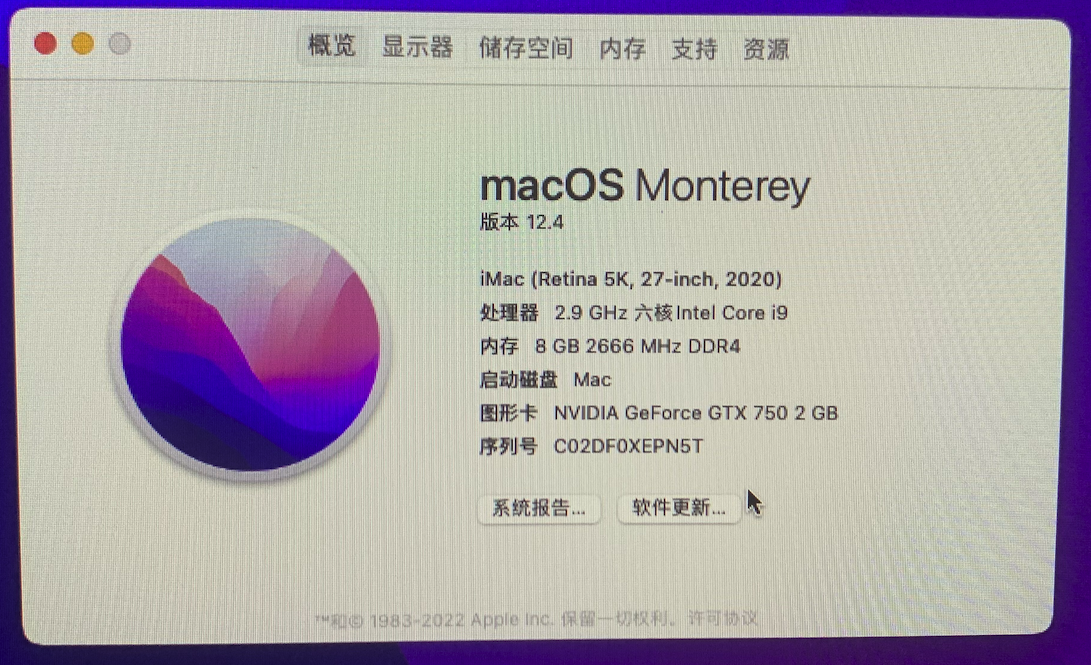 概览 显示器 储存空间 内存 支持 资源
macOS Monterey
版本 12.4
iMac (Retina 5K, 27-inch, 2020)
处理器 2.9 GHz 六核Intel Core i9
内存 8 GB 2666 MHz DDR4
启动磁盘 Mac
图形卡 NVIDIA GeForce GTX 750 2 GB
序列号 C02DF0XEPN5T
系统报告... 软件更新...
™和© 1983-2022 Apple Inc. 保留一切权利。许可协议